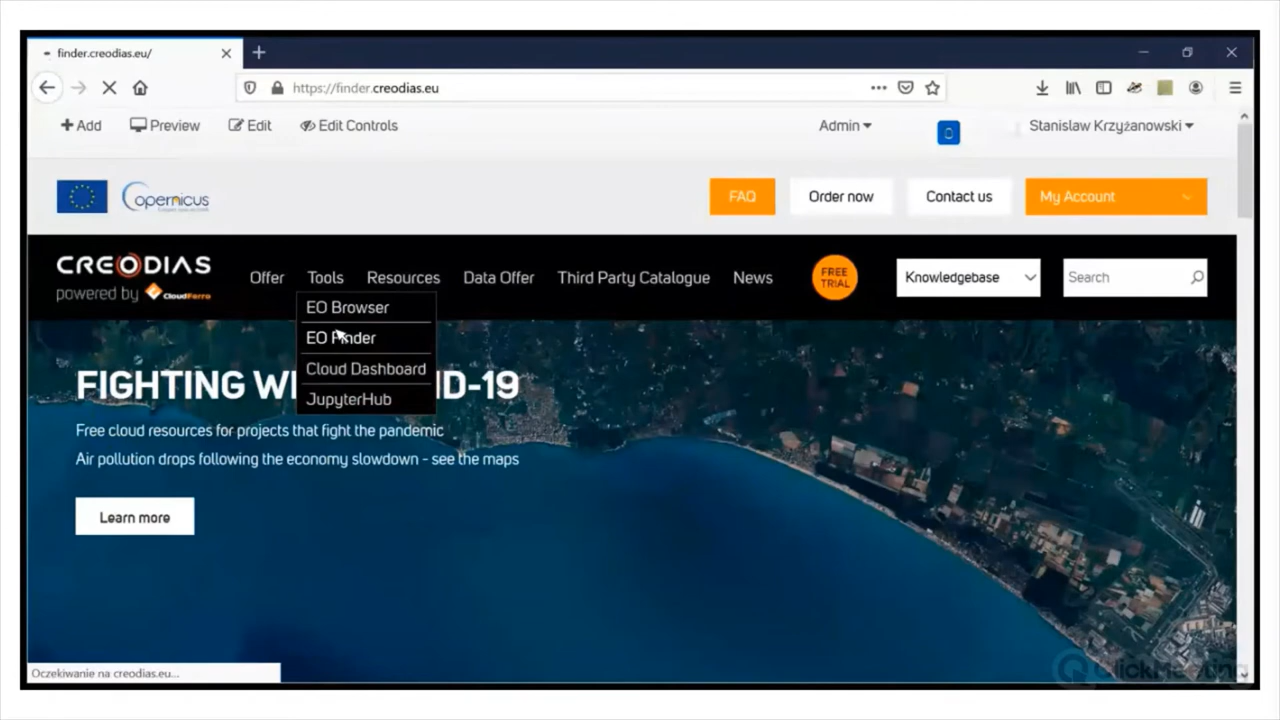 finder.creodias.eu/
https://finder.creodias.eu
Add Preview Edit Edit Controls Admin Stanislaw Krzyżanowski
opernicus FAQ Order now Contact us My Account
CREODIAS
powered by CloudFerro
Offer Tools Resources Data Offer Third Party Catalogue News FREE TRIAL Knowledgebase Search
EO Browser
EO Finder
Cloud Dashboard
JupyterHub
FIGHTING WI D-19
Free cloud resources for projects that fight the pandemic
Air pollution drops following the economy slowdown - see the maps
Learn more
Oczekiwanie na creodias.eu...
ClickMeeting